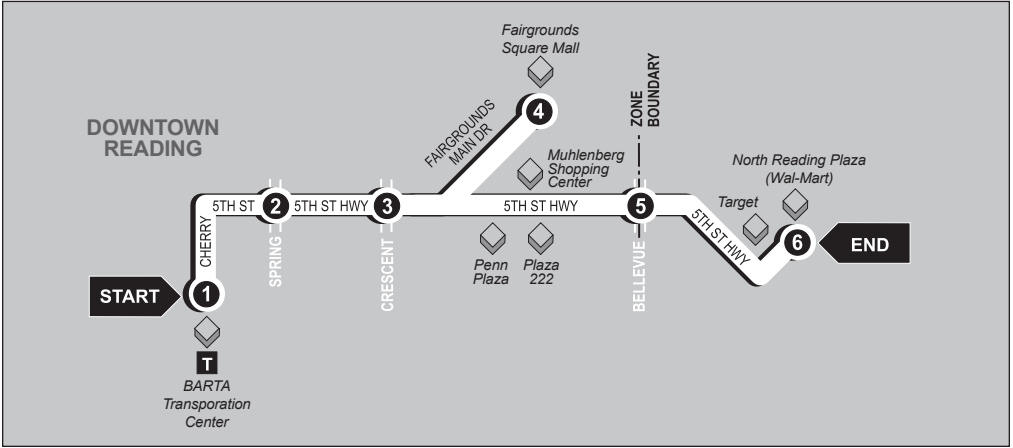 Fairgrounds
Square Mall
ZONE
BOUNDARY
4
DOWNTOWN
READING
FAIRGROUNDS
MAIN DR
Muhlenberg
Shopping
Center
North Reading Plaza
(Wal-Mart)
Target
5TH ST
2
5TH ST HWY
3
5TH ST HWY
5
5TH ST HWY
6
END
CHERRY
SPRING
CRESCENT
Penn
Plaza
Plaza
222
BELLEVUE
START
1
T
BARTA
Transporation
Center